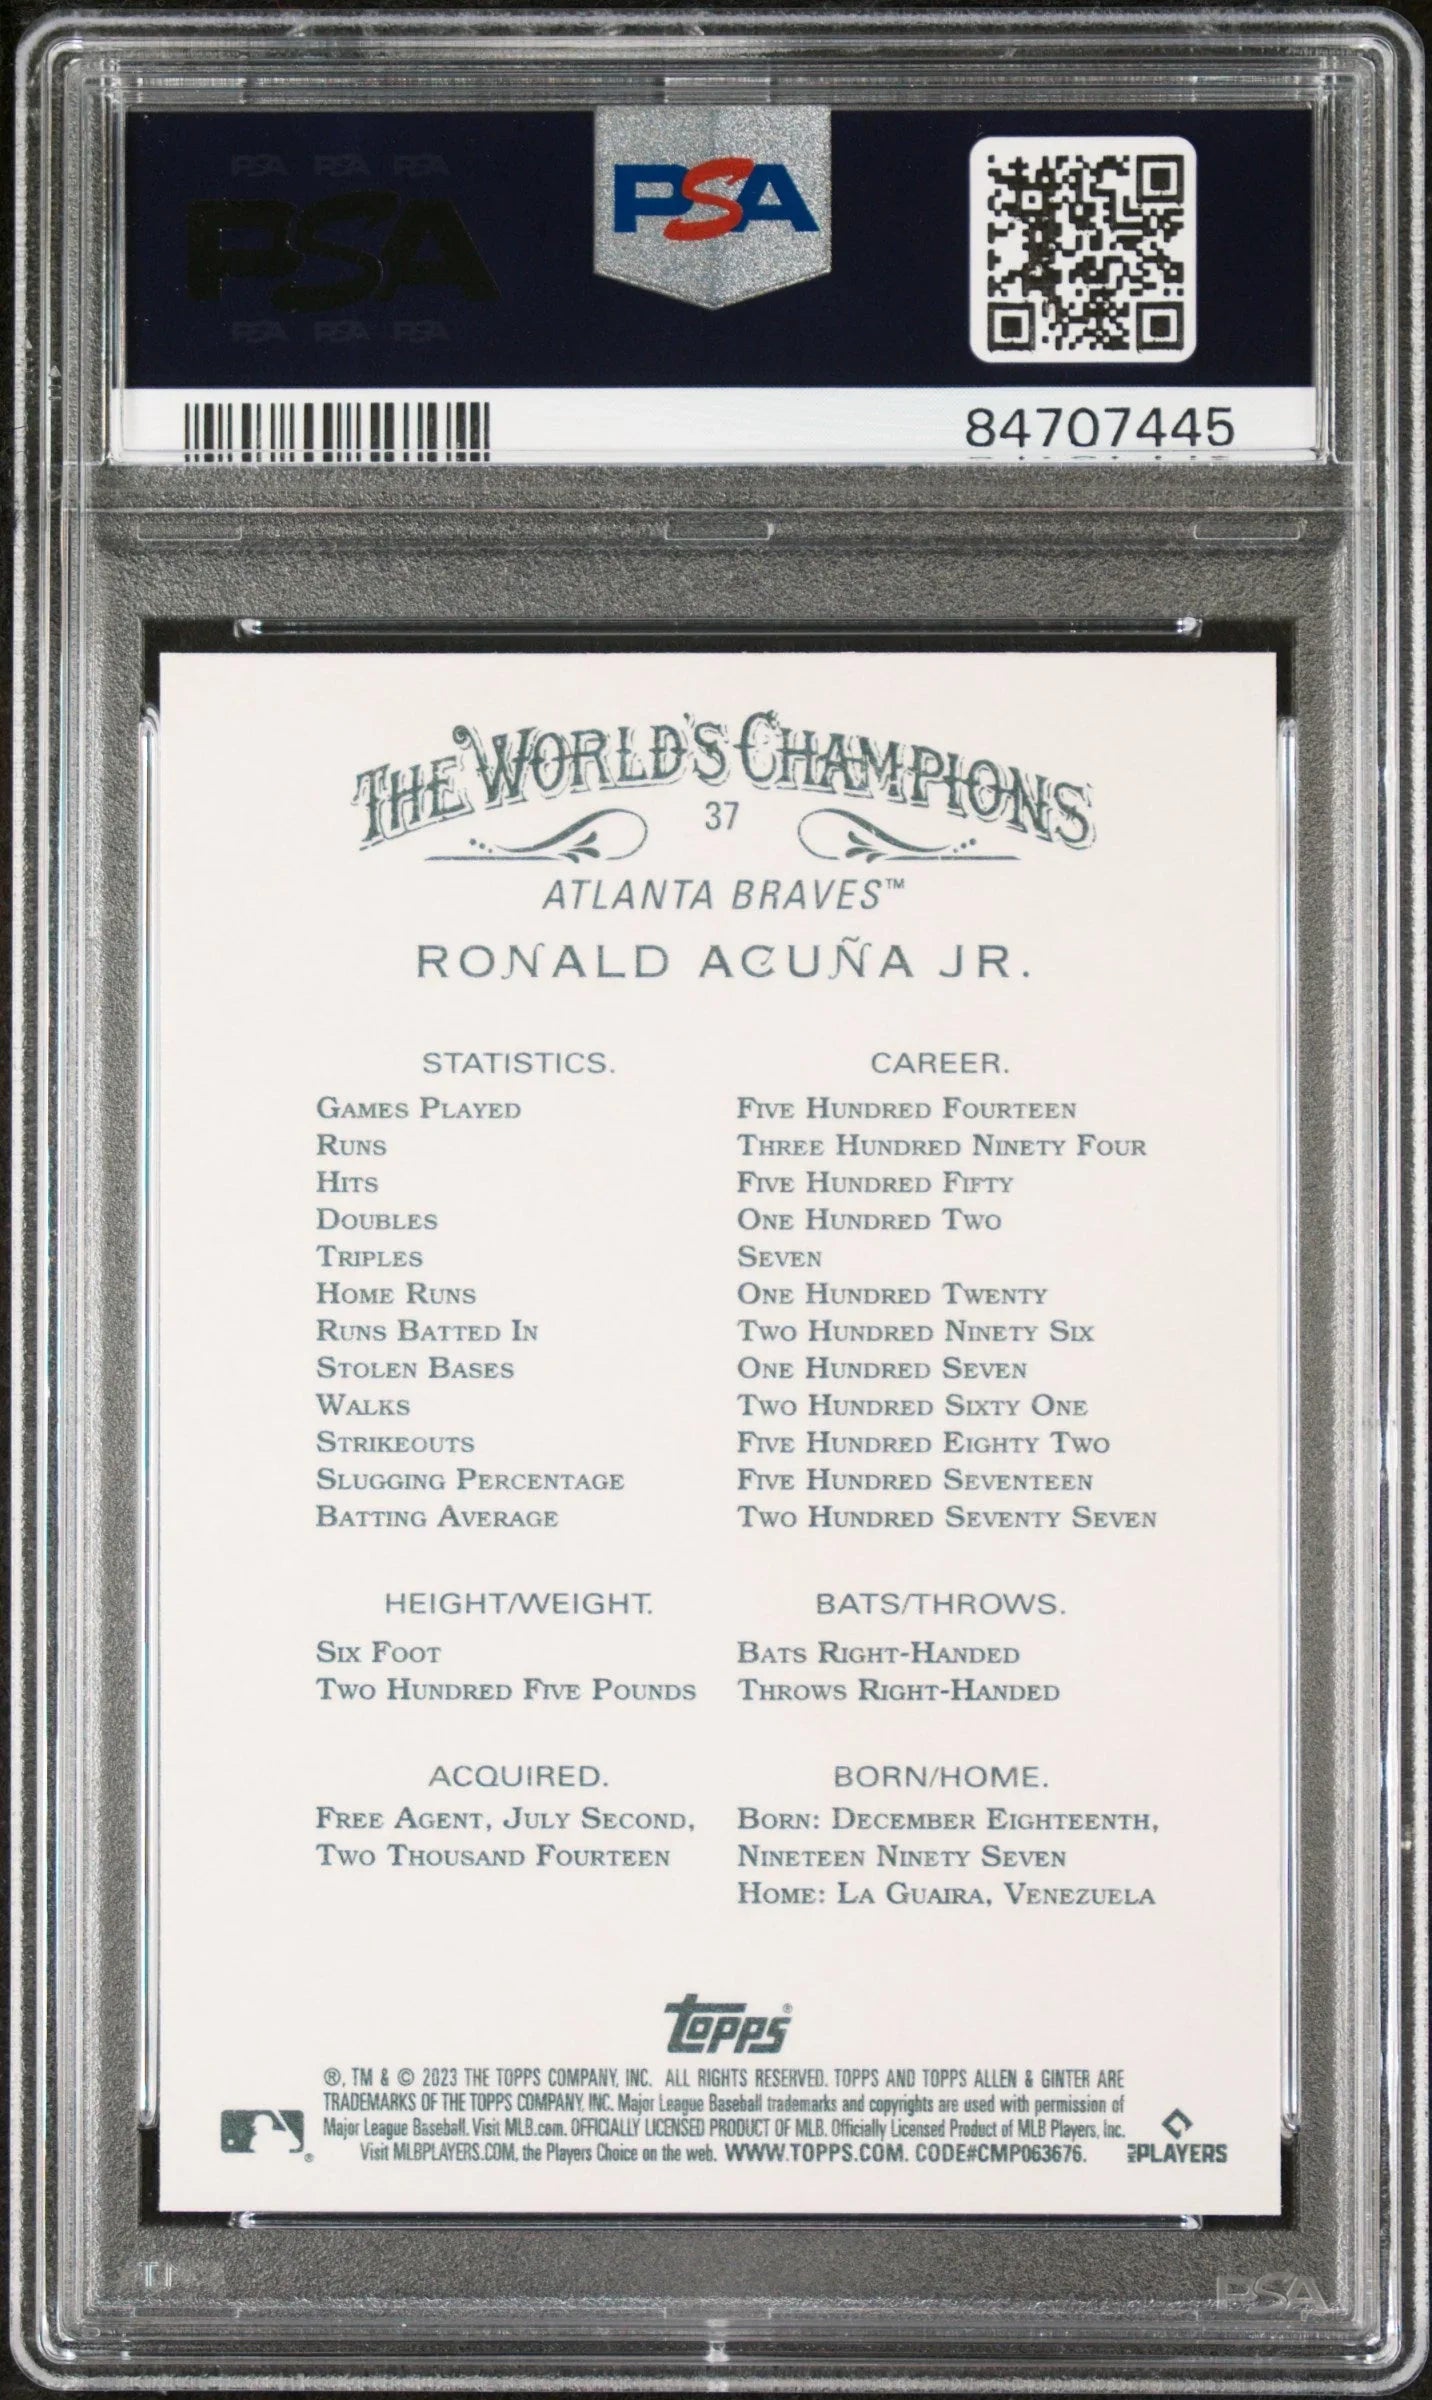 PSA PSA PSA
PSA
PSA PSA PSA
PSA
84707445
THE WORLD'S CHAMPIONS
37
ATLANTA BRAVES™
RONALD ACUÑA JR.
STATISTICS. CAREER.
GAMES PLAYED FIVE HUNDRED FOURTEEN
RUNS THREE HUNDRED NINETY FOUR
HITS FIVE HUNDRED FIFTY
DOUBLES ONE HUNDRED TWO
TRIPLES SEVEN
HOME RUNS ONE HUNDRED TWENTY
RUNS BATTED IN TWO HUNDRED NINETY SIX
STOLEN BASES ONE HUNDRED SEVEN
WALKS TWO HUNDRED SIXTY ONE
STRIKEOUTS FIVE HUNDRED EIGHTY TWO
SLUGGING PERCENTAGE FIVE HUNDRED SEVENTEEN
BATTING AVERAGE TWO HUNDRED SEVENTY SEVEN
HEIGHT/WEIGHT. BATS/THROWS.
SIX FOOT BATS RIGHT-HANDED
TWO HUNDRED FIVE POUNDS THROWS RIGHT-HANDED
ACQUIRED. BORN/HOME.
FREE AGENT, JULY SECOND, BORN: DECEMBER EIGHTEENTH,
TWO THOUSAND FOURTEEN NINETEEN NINETY SEVEN
HOME: LA GUAIRA, VENEZUELA
topps®
®, TM & © 2023 THE TOPPS COMPANY, INC. ALL RIGHTS RESERVED. TOPPS AND TOPPS ALLEN & GINTER ARE
TRADEMARKS OF THE TOPPS COMPANY, INC. Major League Baseball trademarks and copyrights are used with permission of
Major League Baseball. Visit MLB.com. OFFICIALLY LICENSED PRODUCT OF MLB. Officially Licensed Product of MLB Players, Inc.
Visit MLBPLAYERS.COM, the Players Choice on the web. WWW.TOPPS.COM. CODE#CMP063676.
MLB PLAYERS
PSA